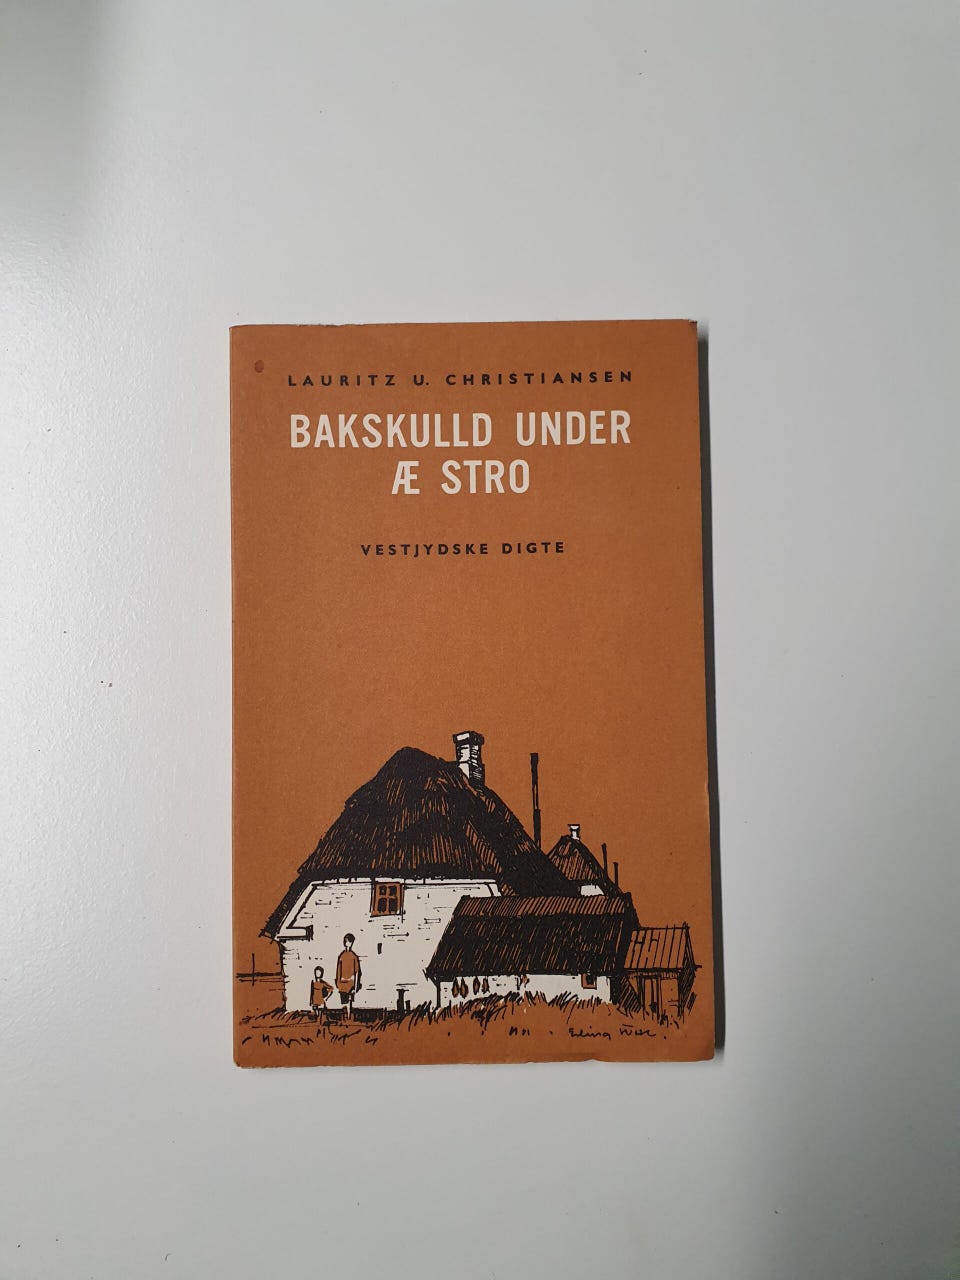 LAURITZ U. CHRISTIANSEN
BAKSKULLD UNDER
Æ STRO
VESTJYDSKE DIGTE